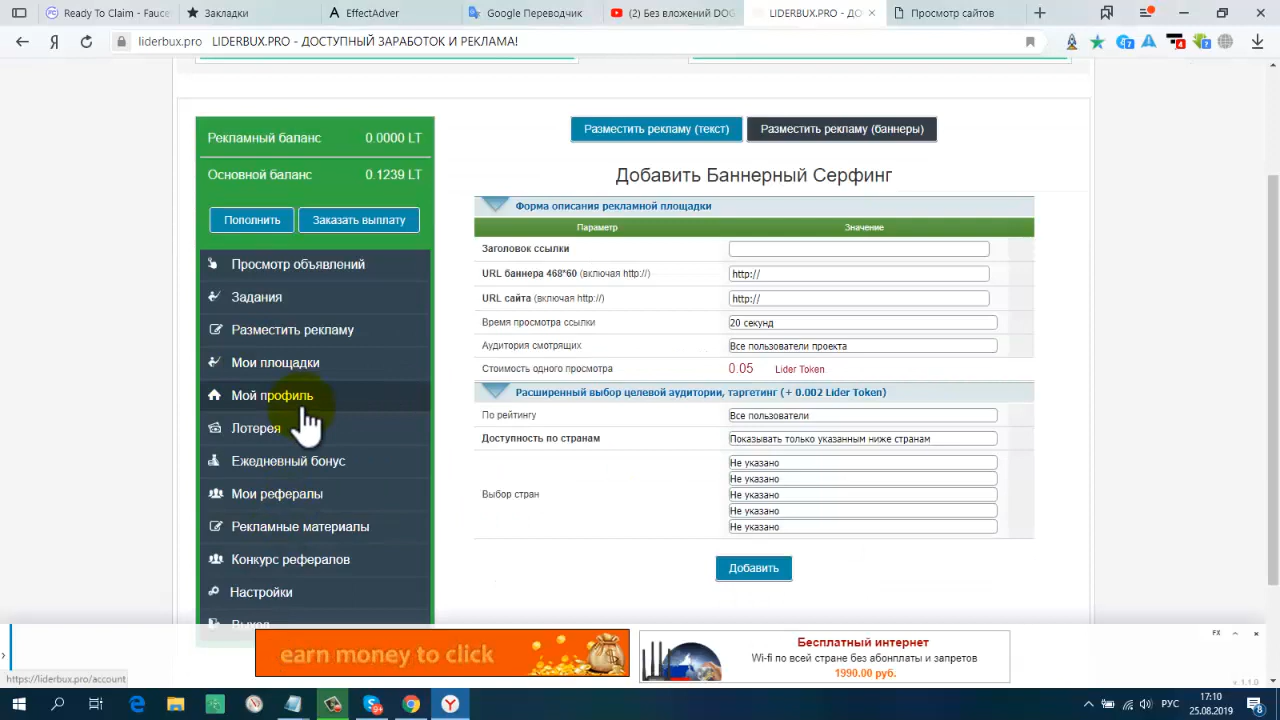 Ready to Claim - Faucet
Закладки
EffectAdver
Google Переводчик
(2) Без вложений DOG
LIDERBUX.PRO - ДО
Просмотр сайтов
liderbux.pro LIDERBUX.PRO - ДОСТУПНЫЙ ЗАРАБОТОК И РЕКЛАМА!
Рекламный баланс 0.0000 LT
Основной баланс 0.1239 LT
Пополнить
Заказать выплату
Просмотр объявлений
Задания
Разместить рекламу
Мои площадки
Мой профиль
Лотерея
Ежедневный бонус
Мои рефералы
Рекламные материалы
Конкурс рефералов
Настройки
Выход
Разместить рекламу (текст)
Разместить рекламу (баннеры)
Добавить Баннерный Серфинг
Форма описания рекламной площадки
Параметр Значение
Заголовок ссылки
URL баннера 468*60 (включая http://) http://
URL сайта (включая http://) http://
Время просмотра ссылки 20 секунд
Аудитория смотрящих Все пользователи проекта
Стоимость одного просмотра 0.05 Lider Token
Расширенный выбор целевой аудитории, таргетинг (+ 0.002 Lider Token)
По рейтингу Все пользователи
Доступность по странам Показывать только указанным ниже странам
Выбор стран
Не указано
Не указано
Не указано
Не указано
Не указано
Добавить
earn money to click
Бесплатный интернет
Wi-fi по всей стране без абонплаты и запретов
1990.00 руб.
FX
v 1.1.0
https://liderbux.pro/account
РУС
17:10
25.08.2019